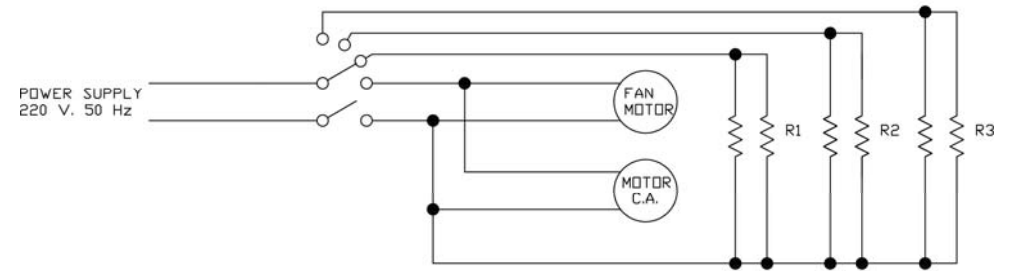 POWER SUPPLY
220 V. 50 Hz
FAN
MOTOR
MOTOR
C.A.
R1
R2
R3